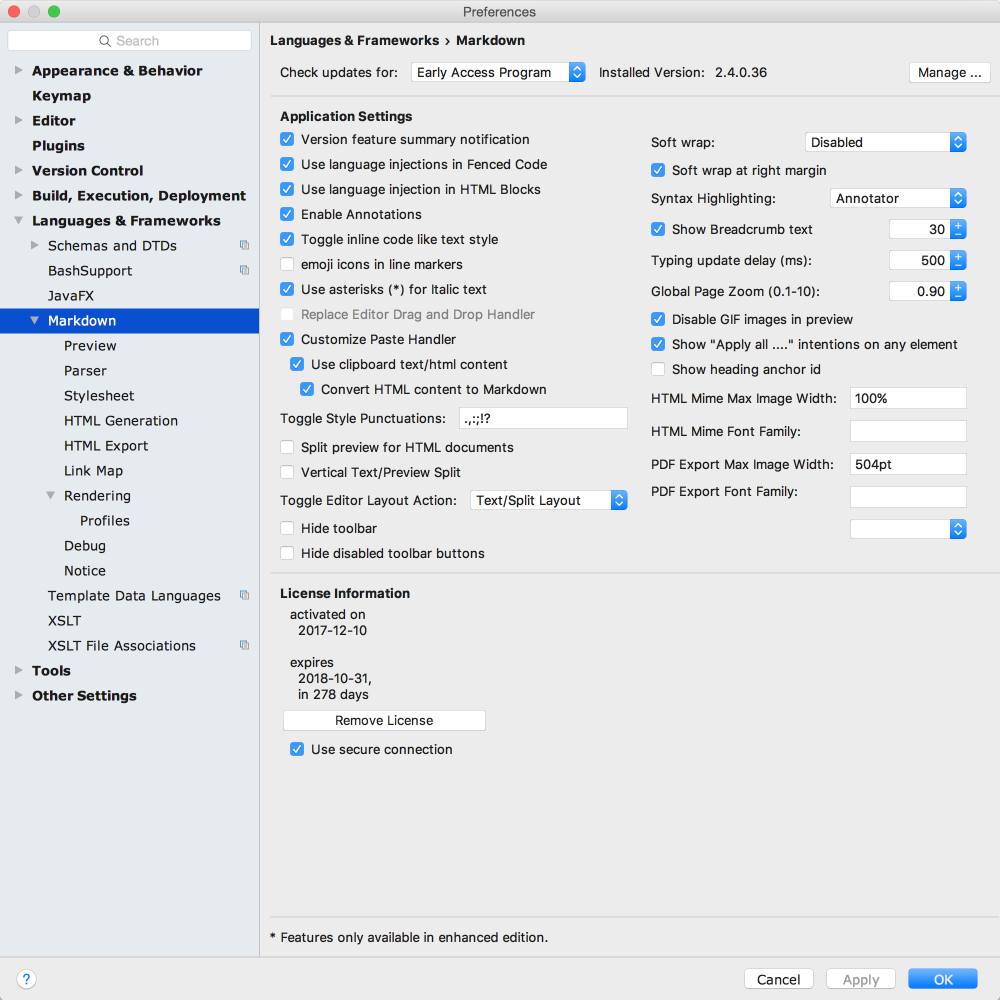 Preferences
Search
Appearance & Behavior
Keymap
Editor
Plugins
Version Control
Build, Execution, Deployment
Languages & Frameworks
Schemas and DTDs
BashSupport
JavaFX
Markdown
Preview
Parser
Stylesheet
HTML Generation
HTML Export
Link Map
Rendering
Profiles
Debug
Notice
Template Data Languages
XSLT
XSLT File Associations
Tools
Other Settings
Languages & Frameworks › Markdown
Check updates for: Early Access Program Installed Version: 2.4.0.36 Manage ...
Application Settings
Version feature summary notification
Use language injections in Fenced Code
Use language injection in HTML Blocks
Enable Annotations
Toggle inline code like text style
emoji icons in line markers
Use asterisks (*) for Italic text
Replace Editor Drag and Drop Handler
Customize Paste Handler
Use clipboard text/html content
Convert HTML content to Markdown
Toggle Style Punctuations: .,:;!?
Split preview for HTML documents
Vertical Text/Preview Split
Toggle Editor Layout Action: Text/Split Layout
Hide toolbar
Hide disabled toolbar buttons
Soft wrap: Disabled
Soft wrap at right margin
Syntax Highlighting: Annotator
Show Breadcrumb text 30
Typing update delay (ms): 500
Global Page Zoom (0.1-10): 0.90
Disable GIF images in preview
Show "Apply all ...." intentions on any element
Show heading anchor id
HTML Mime Max Image Width: 100%
HTML Mime Font Family:
PDF Export Max Image Width: 504pt
PDF Export Font Family:
License Information
activated on
2017-12-10
expires
2018-10-31,
in 278 days
Remove License
Use secure connection
* Features only available in enhanced edition.
? Cancel Apply OK